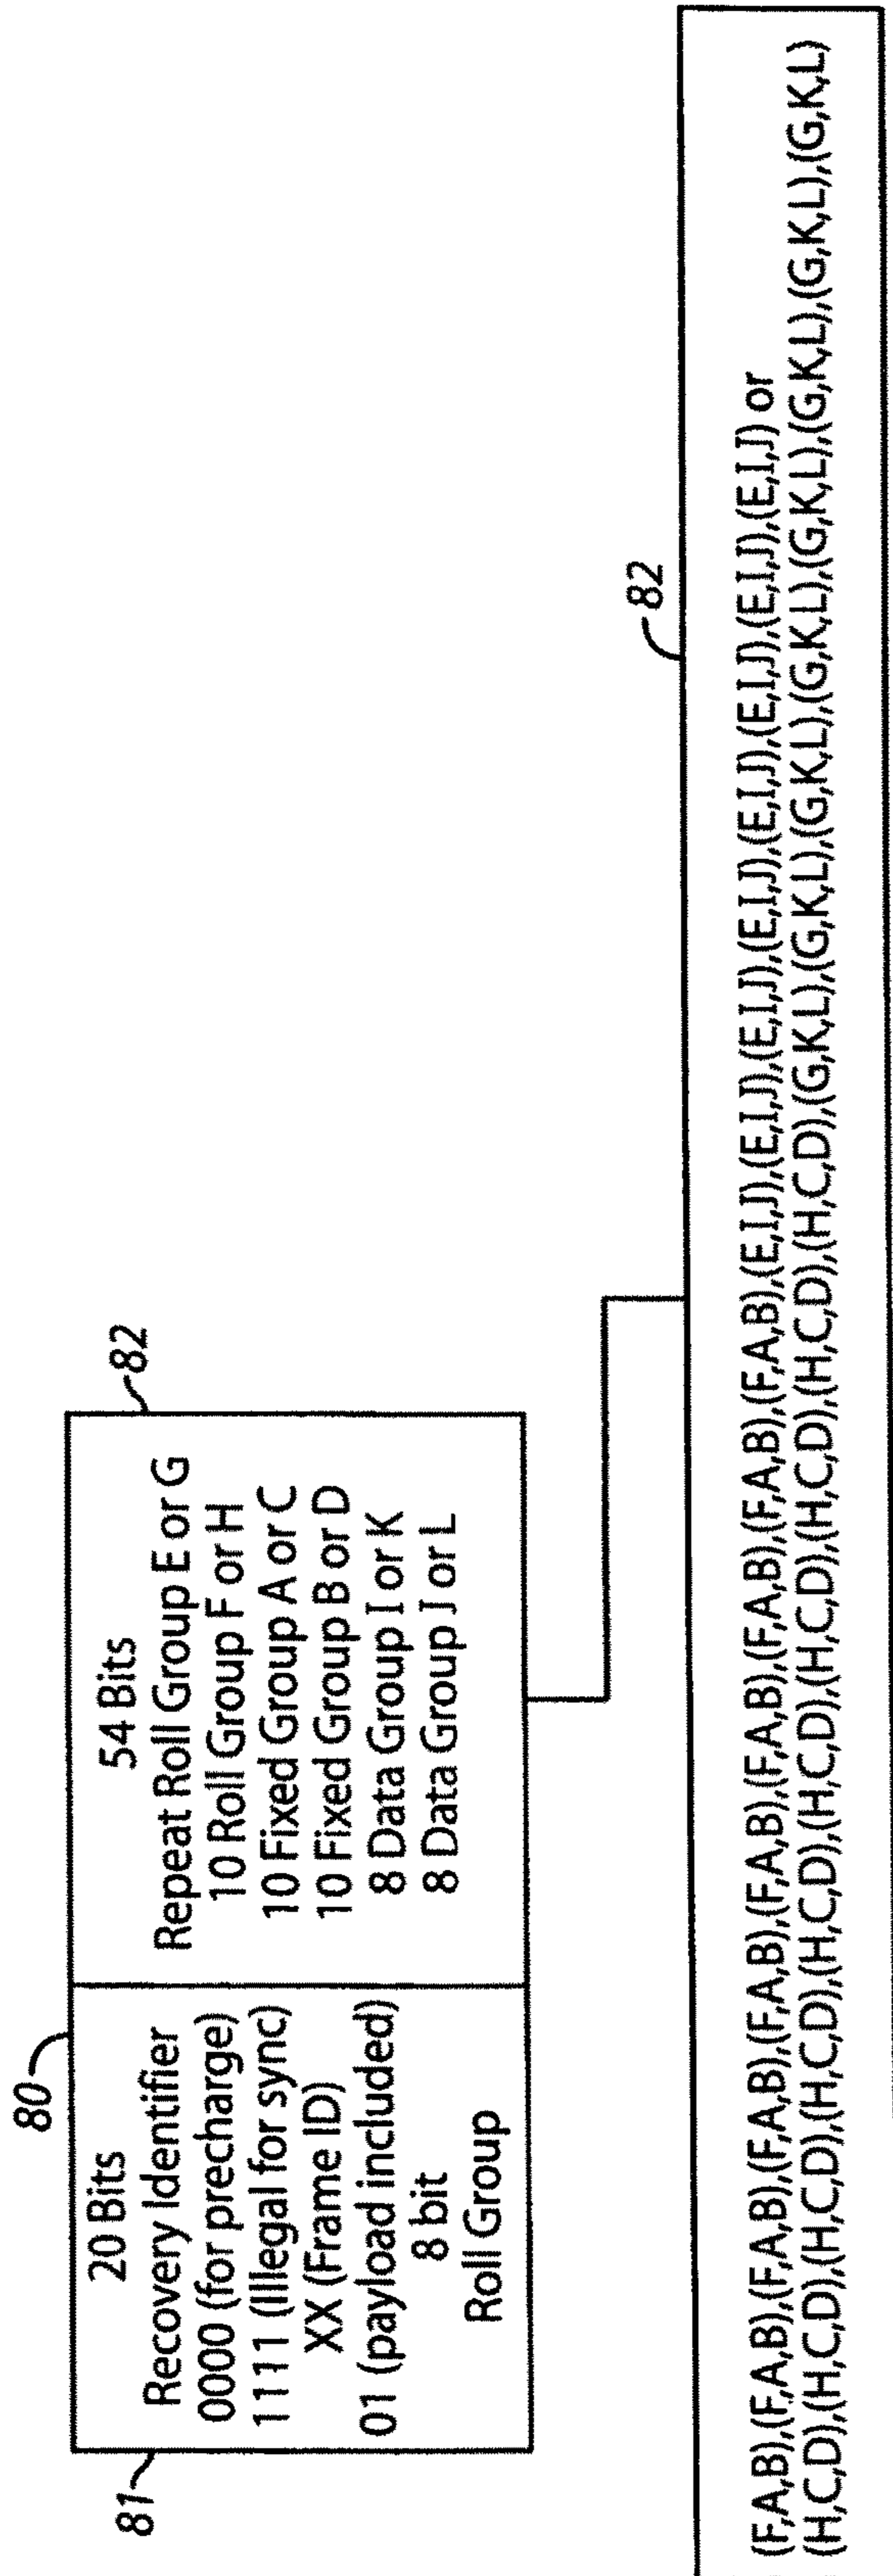 80
81
20 Bits
Recovery Identifier
0000 (for precharge)
1111 (Illegal for sync)
XX (Frame ID)
01 (payload included)
8 bit
Roll Group
82
54 Bits
Repeat Roll Group E or G
10 Roll Group F or H
10 Fixed Group A or C
10 Fixed Group B or D
8 Data Group I or K
8 Data Group J or L
82
(F,A,B),(F,A,B),(F,A,B),(F,A,B),(F,A,B),(F,A,B),(F,A,B),(F,A,B),(F,A,B),(F,A,B),(E,I,J),(E,I,J),(E,I,J),(E,I,J),(E,I,J),(E,I,J),(E,I,J),(E,I,J) or
(H,C,D),(H,C,D),(H,C,D),(H,C,D),(H,C,D),(H,C,D),(H,C,D),(H,C,D),(H,C,D),(H,C,D),(G,K,L),(G,K,L),(G,K,L),(G,K,L),(G,K,L),(G,K,L),(G,K,L),(G,K,L)